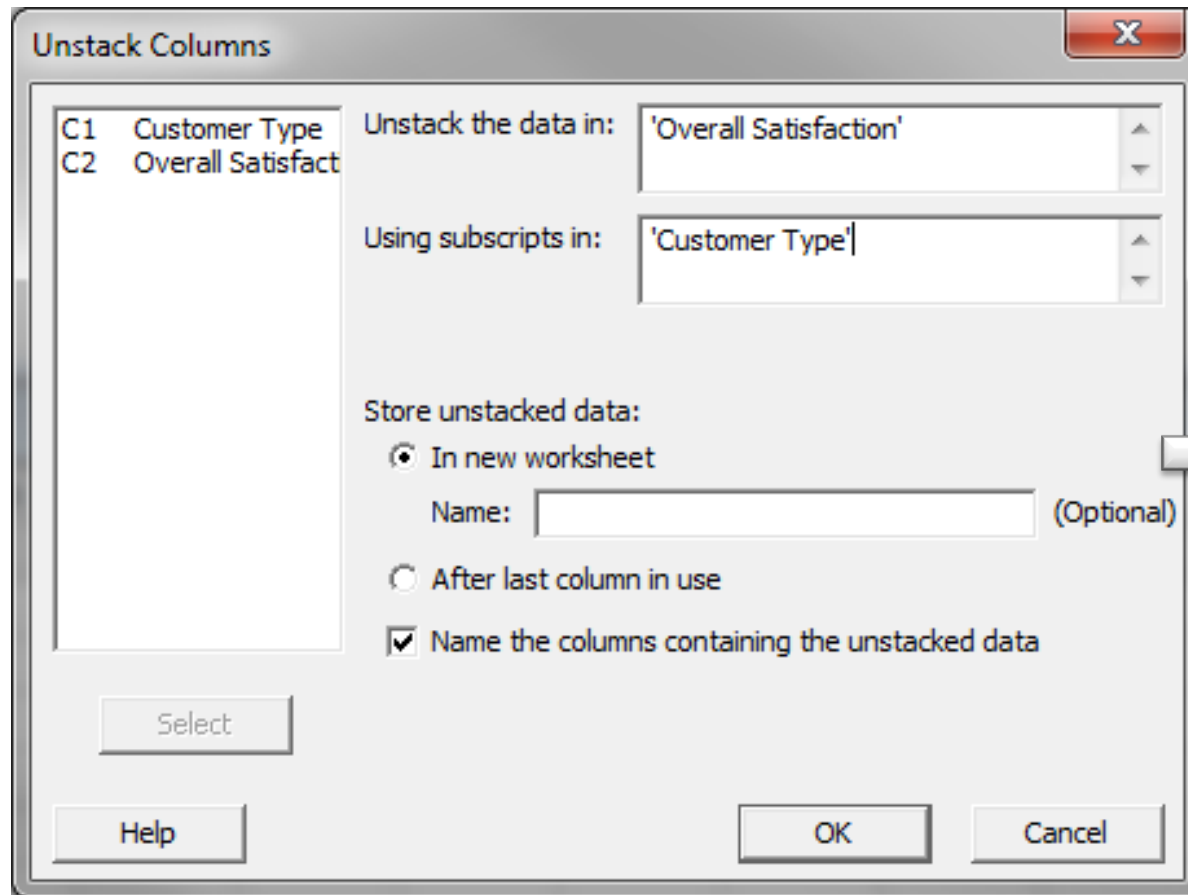 Unstack Columns
C1 Customer Type
C2 Overall Satisfacti
Unstack the data in: 'Overall Satisfaction'
Using subscripts in: 'Customer Type'
Store unstacked data:
In new worksheet
Name: (Optional)
After last column in use
Name the columns containing the unstacked data
Select
Help OK Cancel